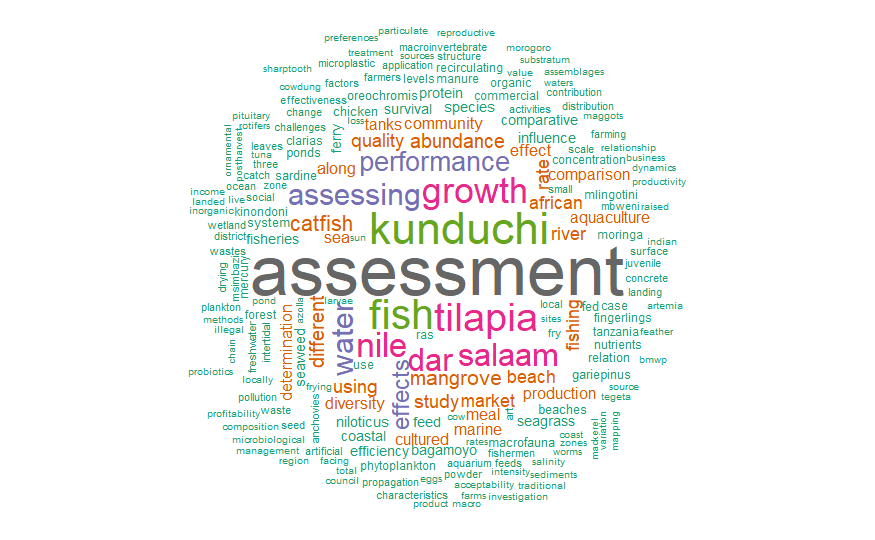 particulate reproductive
preferences
macroinvertebrate morogoro
treatment sources structure substratum
microplastic application recirculating value assemblages
sharptooth farmers levels manure organic waters
cowdung factors oreochromis protein commercial contribution
effectiveness chicken survival species activities distribution
pituitary change loss tanks community comparative maggots
rotifers challenges ferry quality abundance influence farming
ornamental postharvest leaves clarias effect scale relationship
tuna ponds along performance rate concentration business
three sardine comparison dynamics
catch zone assessing growth small productivity
income ocean social african mlingotini mbweni raised
landed live catfish kunduchi aquaculture
inorganic kinondoni river moringa indian
wetland system sea sun surface
district fisheries assessment juvenile
wastes concrete
drying msimbazi mercury landing
plankton pond azolla larvae fish tilapia local fishing fed case artemia
methods forest different water sites fingerlings
illegal freshwater intertidal determination ras fry tanzania feather
chain seaweed nile dar salaam nutrients bmwp
probiotics use relation
locally frying using effects mangrove beach gariepinus source
pollution production tegeta
profitability waste diversity study market beaches
composition seed anchovies niloticus feed cow meal art seagrass mackerel variation mapping
microbiological coastal cultured marine coast
management artificial efficiency bagamoyo rates macrofauna zones
region facing phytoplankton aquarium feeds fishermen salinity worms
total propagation eggs powder intensity sediments
council acceptability traditional
characteristics farms investigation
product macro